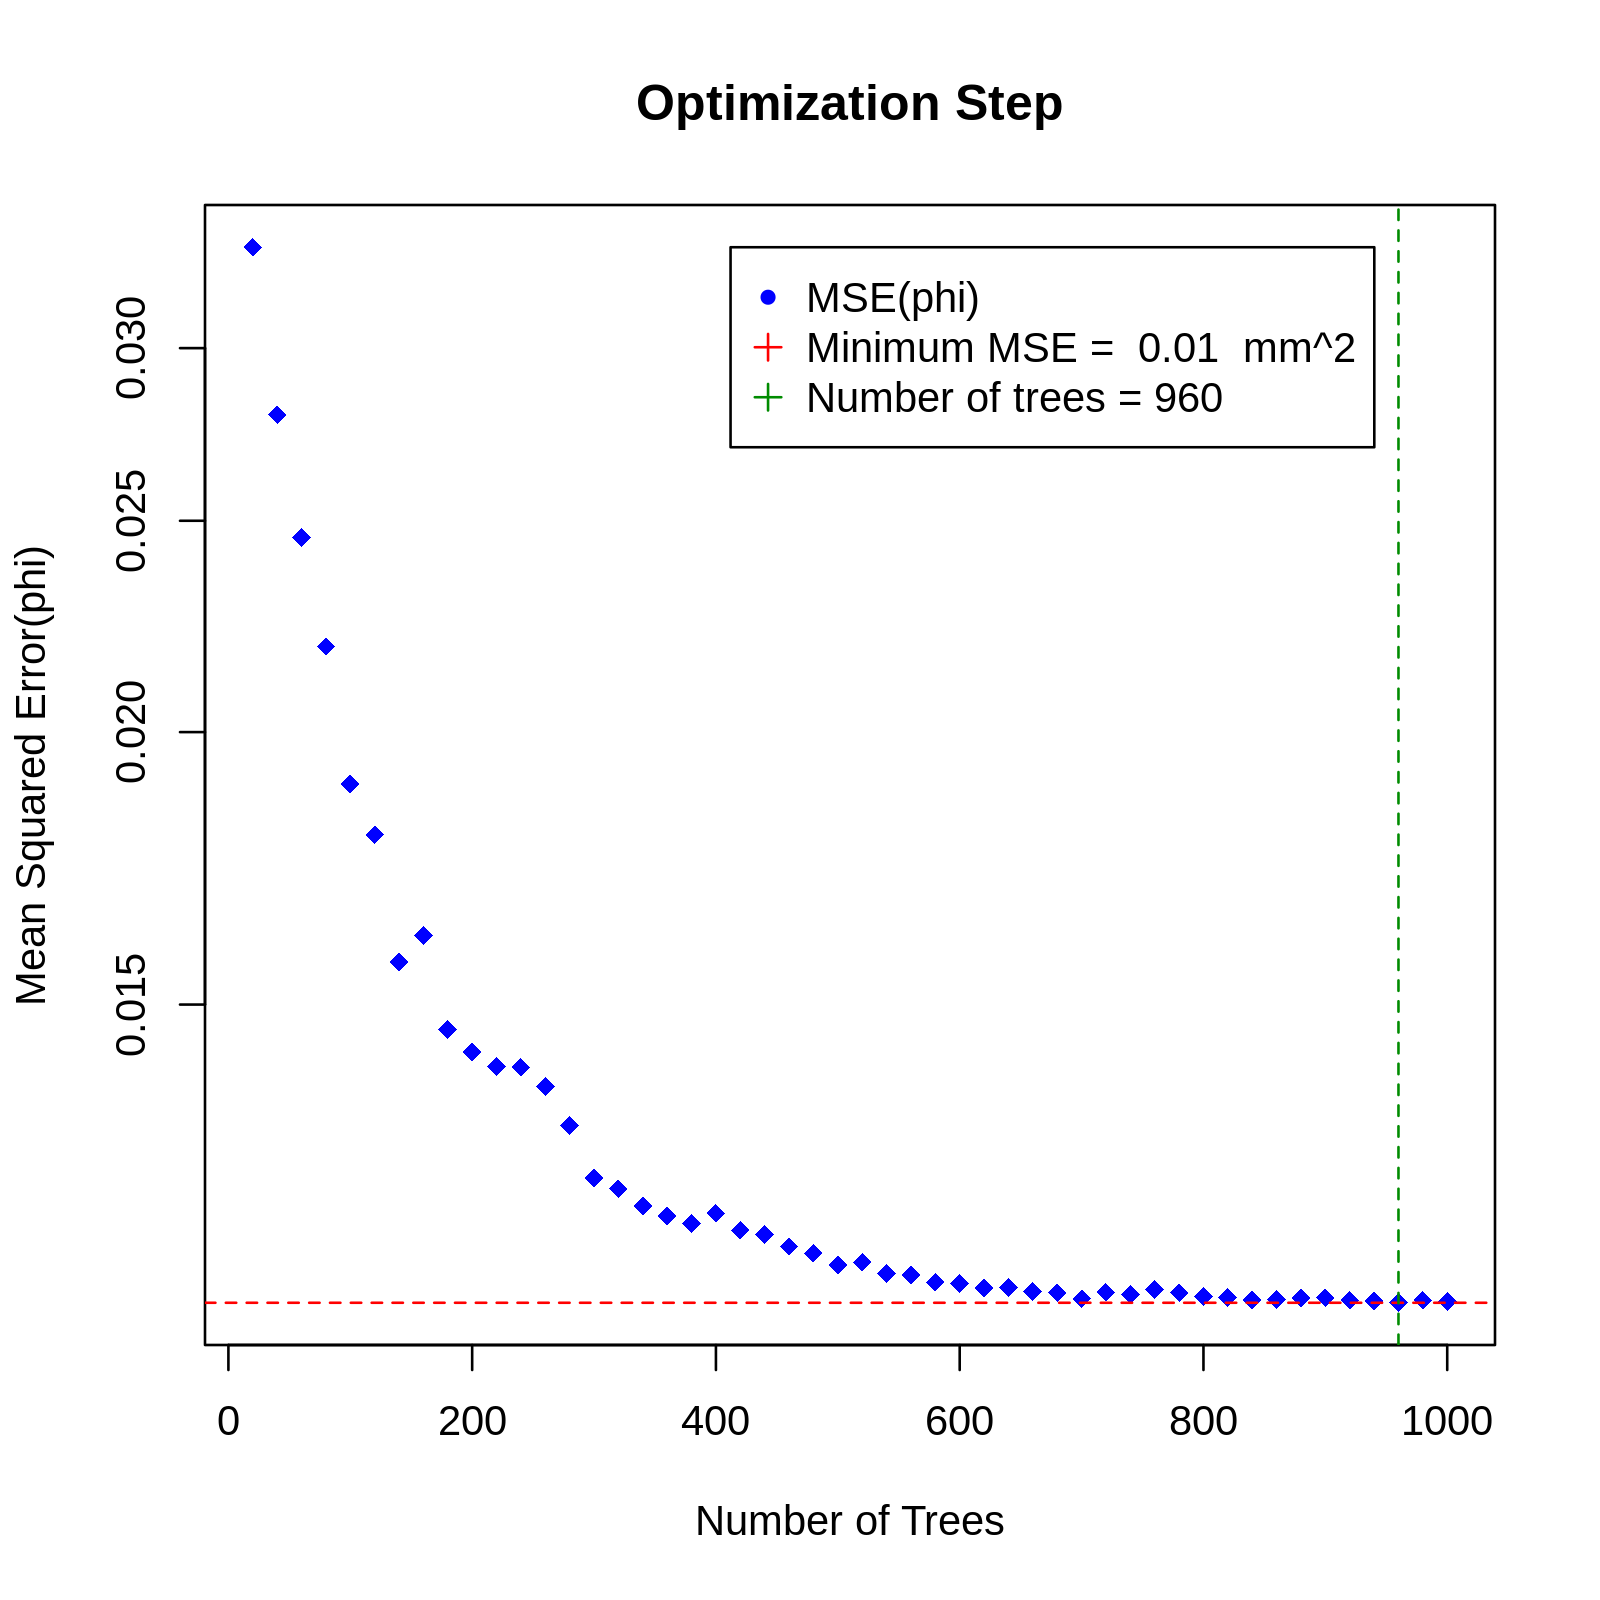 Optimization Step
MSE(phi)
Minimum MSE =  0.01  mm^2
Number of trees = 960
Mean Squared Error(phi)
0.030
0.025
0.020
0.015
0
200
400
600
800
1000
Number of Trees